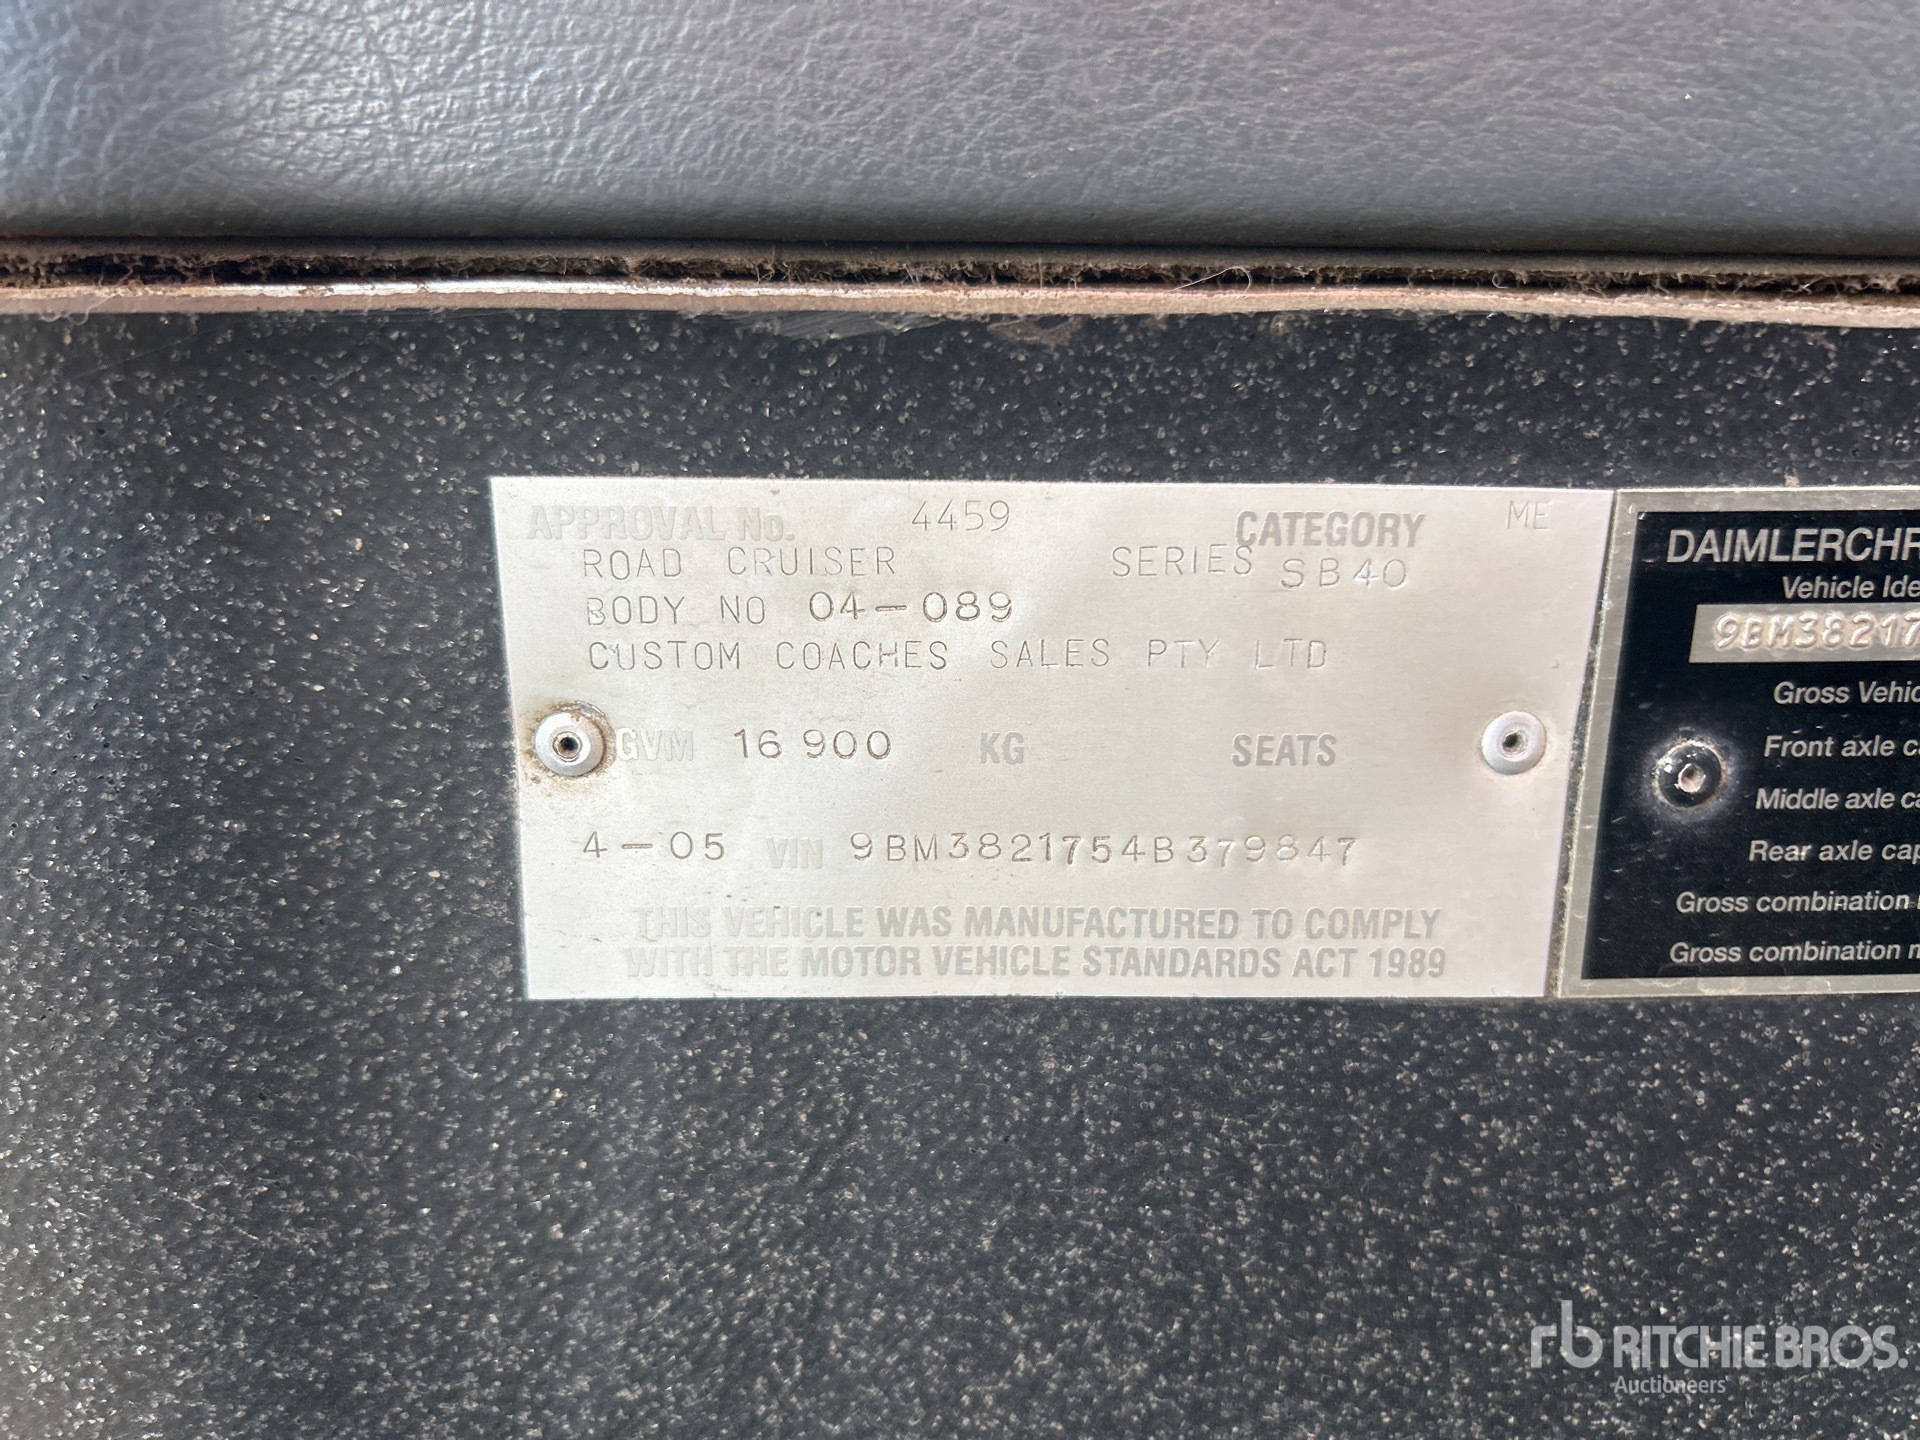 APPROVAL No. 4459 CATEGORY ME
ROAD CRUISER SERIES SB40
BODY NO 04-089
CUSTOM COACHES SALES PTY LTD
GVM 16 900 KG SEATS
4-05 VIN 9BM3821754B379847
THIS VEHICLE WAS MANUFACTURED TO COMPLY
WITH THE MOTOR VEHICLE STANDARDS ACT 1989
DAIMLERCHR
Vehicle Ide
9BM38217
Gross Vehic
Front axle c
Middle axle ca
Rear axle cap
Gross combination
Gross combination m
rb RITCHIE BROS.
Auctioneers